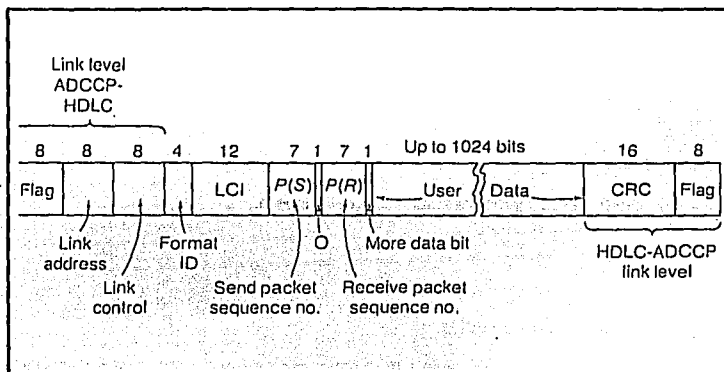 Link level
ADCCP-
HDLC
8 8 8 4 12 7 1 7 1 Up to 1024 bits 16 8
Flag LCI P(S) P(R) User Data CRC Flag
Link
address
Format
ID
O
More data bit
HDLC-ADCCP
link level
Link
control
Send packet
sequence no.
Receive packet
sequence no.